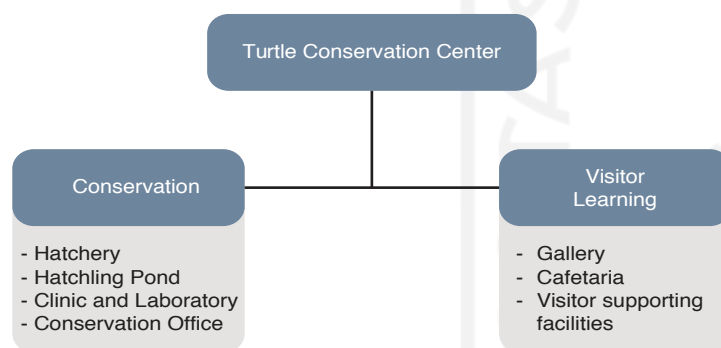 Turtle Conservation Center
Conservation
- Hatchery
- Hatchling Pond
- Clinic and Laboratory
- Conservation Office
Visitor
Learning
- Gallery
- Cafetaria
- Visitor supporting
facilities